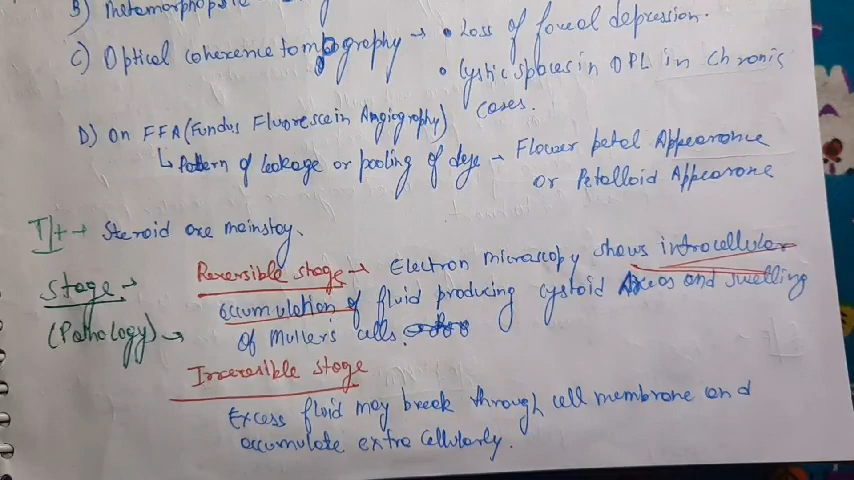 B) Metamorphopsia
C) Optical coherence tomography → • Loss of foveal depression.
• Cystic spaces in OPL in chronic cases.
D) On FFA (Fundus Fluorescein Angiography)
↳ Pattern of leakage or pooling of dye → Flower petal Appearance
or Petalloid Appearance
T/t → Steroid are mainstay.
Stage → Reversible stage → Electron microscopy shows intracellular
(Pathology) → accumulation of fluid producing cystoid Areas and swelling
of Muller's cells.
Irreversible stage
Excess fluid may break through cell membrane and
accumulate extra cellularly.